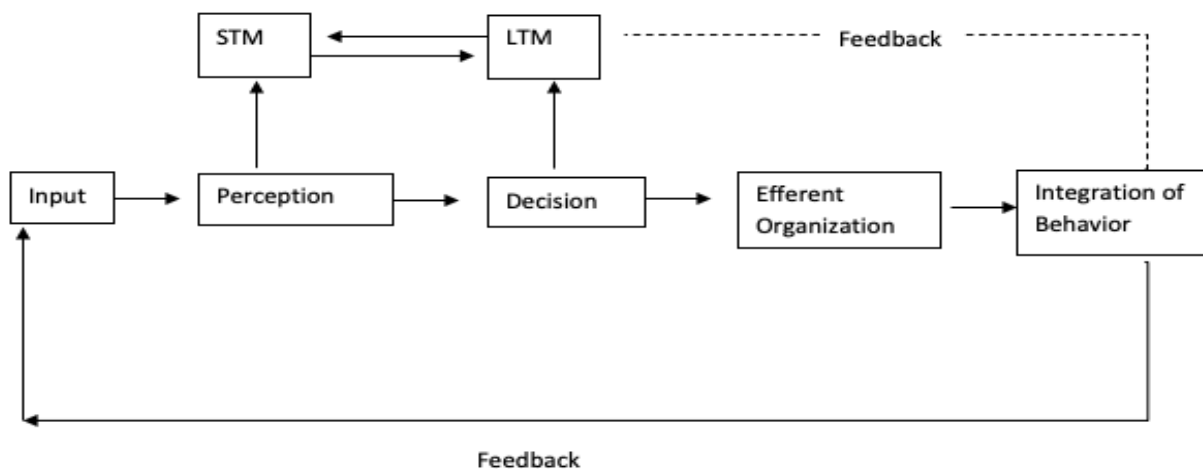 STM
LTM
Feedback
Input
Perception
Decision
Efferent
Organization
Integration of
Behavior
Feedback